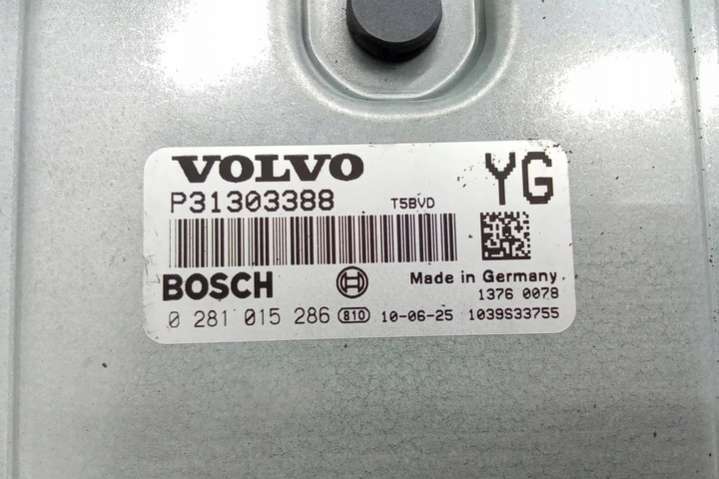 VOLVO
YG
P31303388 T5BVD
BOSCH Made in Germany
1376 0078
0 281 015 286 810 10-06-25 1039S33755